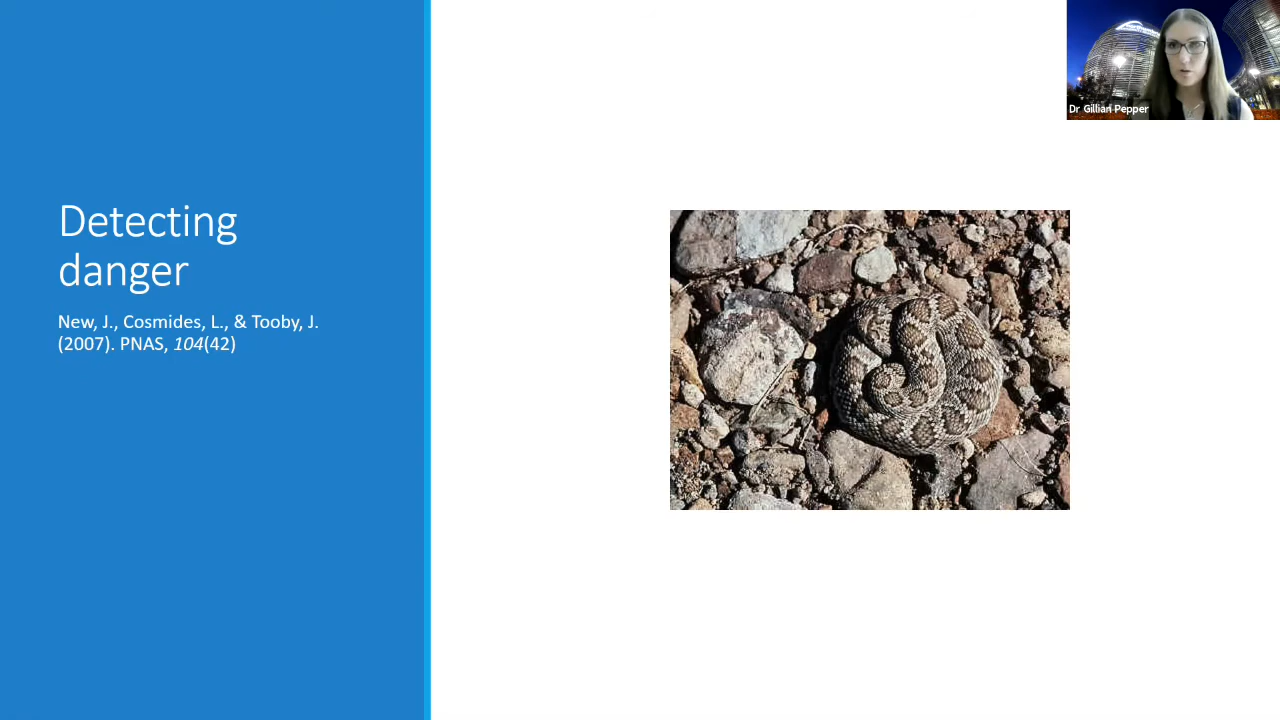 Detecting
danger
New, J., Cosmides, L., & Tooby, J.
(2007). PNAS, 104(42)
Dr Gillian Pepper